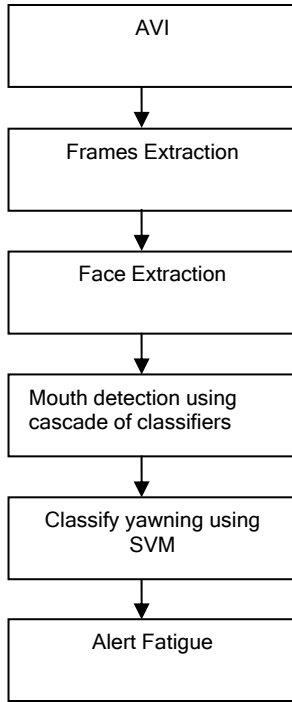 AVI
Frames Extraction
Face Extraction
Mouth detection using
cascade of classifiers
Classify yawning using
SVM
Alert Fatigue